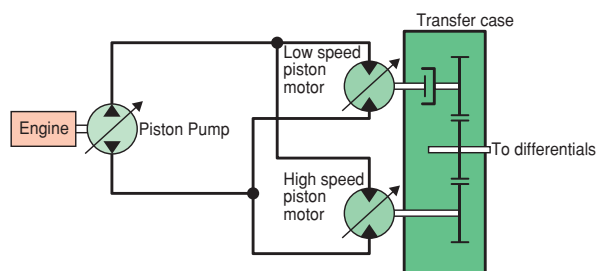 Transfer case
Low speed
piston
motor
Engine
Piston Pump
To differentials
High speed
piston
motor